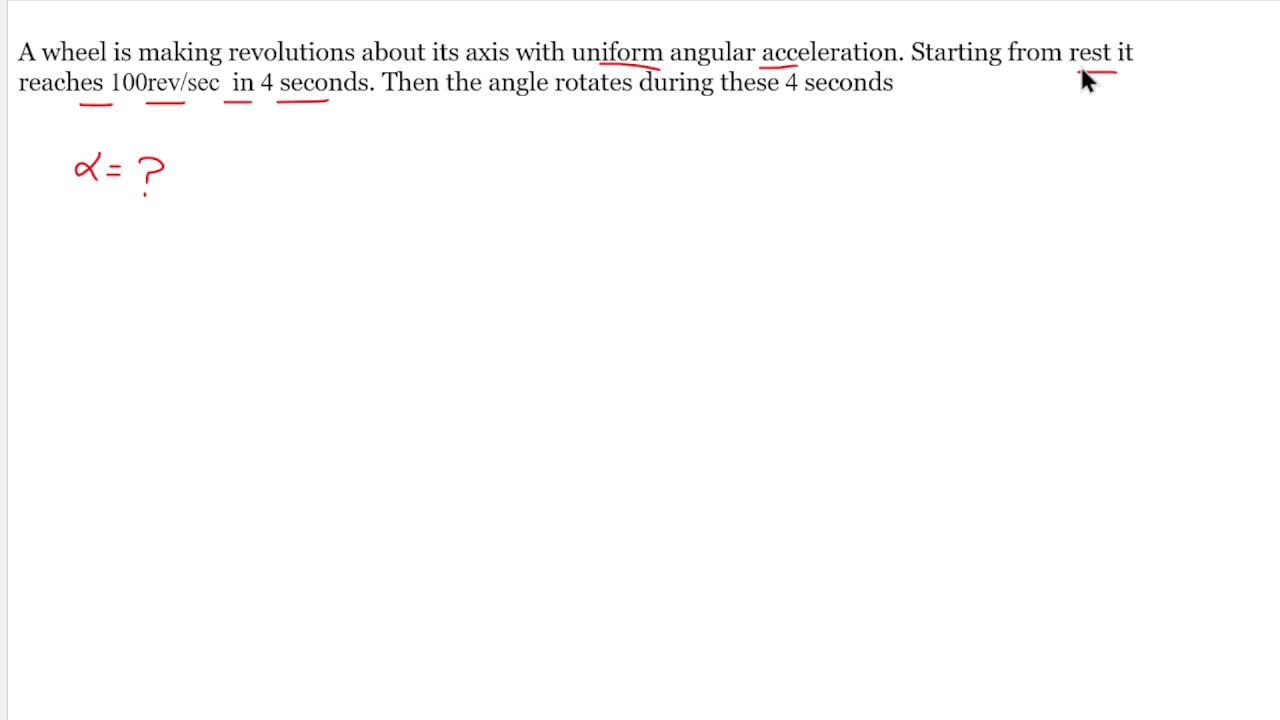 A wheel is making revolutions about its axis with uniform angular acceleration. Starting from rest it
reaches 100rev/sec in 4 seconds. Then the angle rotates during these 4 seconds
α = ?